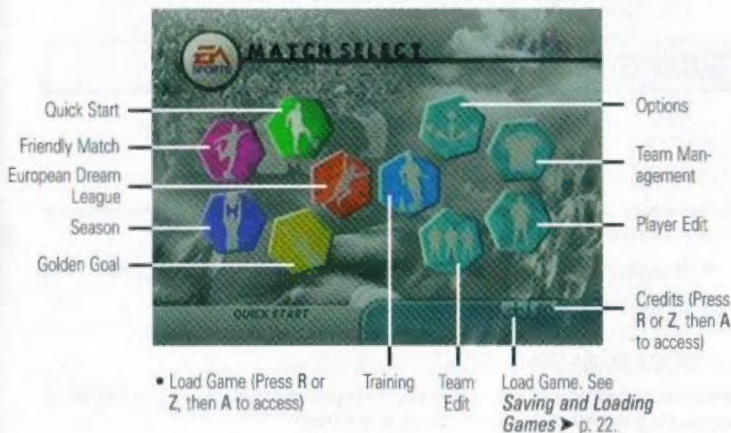 EA
SPORTS
MATCH SELECT
Quick Start
Friendly Match
European Dream
League
Season
Golden Goal
Options
Team Man-
agement
Player Edit
Credits (Press
R or Z, then A
to access)
QUICK START
• Load Game (Press R or
Z, then A to access)
Training
Team
Edit
Load Game. See
Saving and Loading
Games ➤ p. 22.